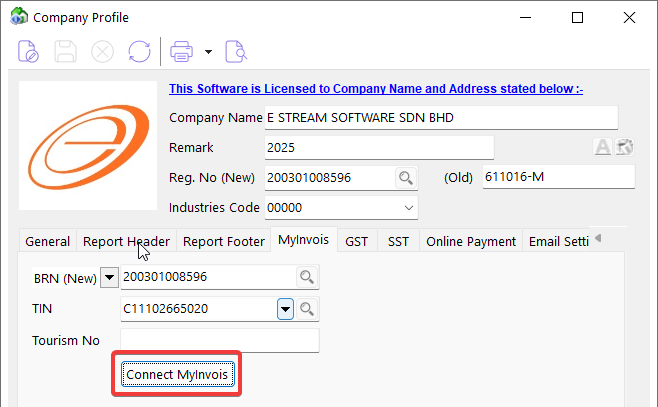 Company Profile
This Software is Licensed to Company Name and Address stated below :-
Company Name E STREAM SOFTWARE SDN BHD
Remark 2025
Reg. No (New) 200301008596 (Old) 611016-M
Industries Code 00000
General Report Header Report Footer MyInvois GST SST Online Payment Email Setti
BRN (New) 200301008596
TIN C11102665020
Tourism No
Connect MyInvois